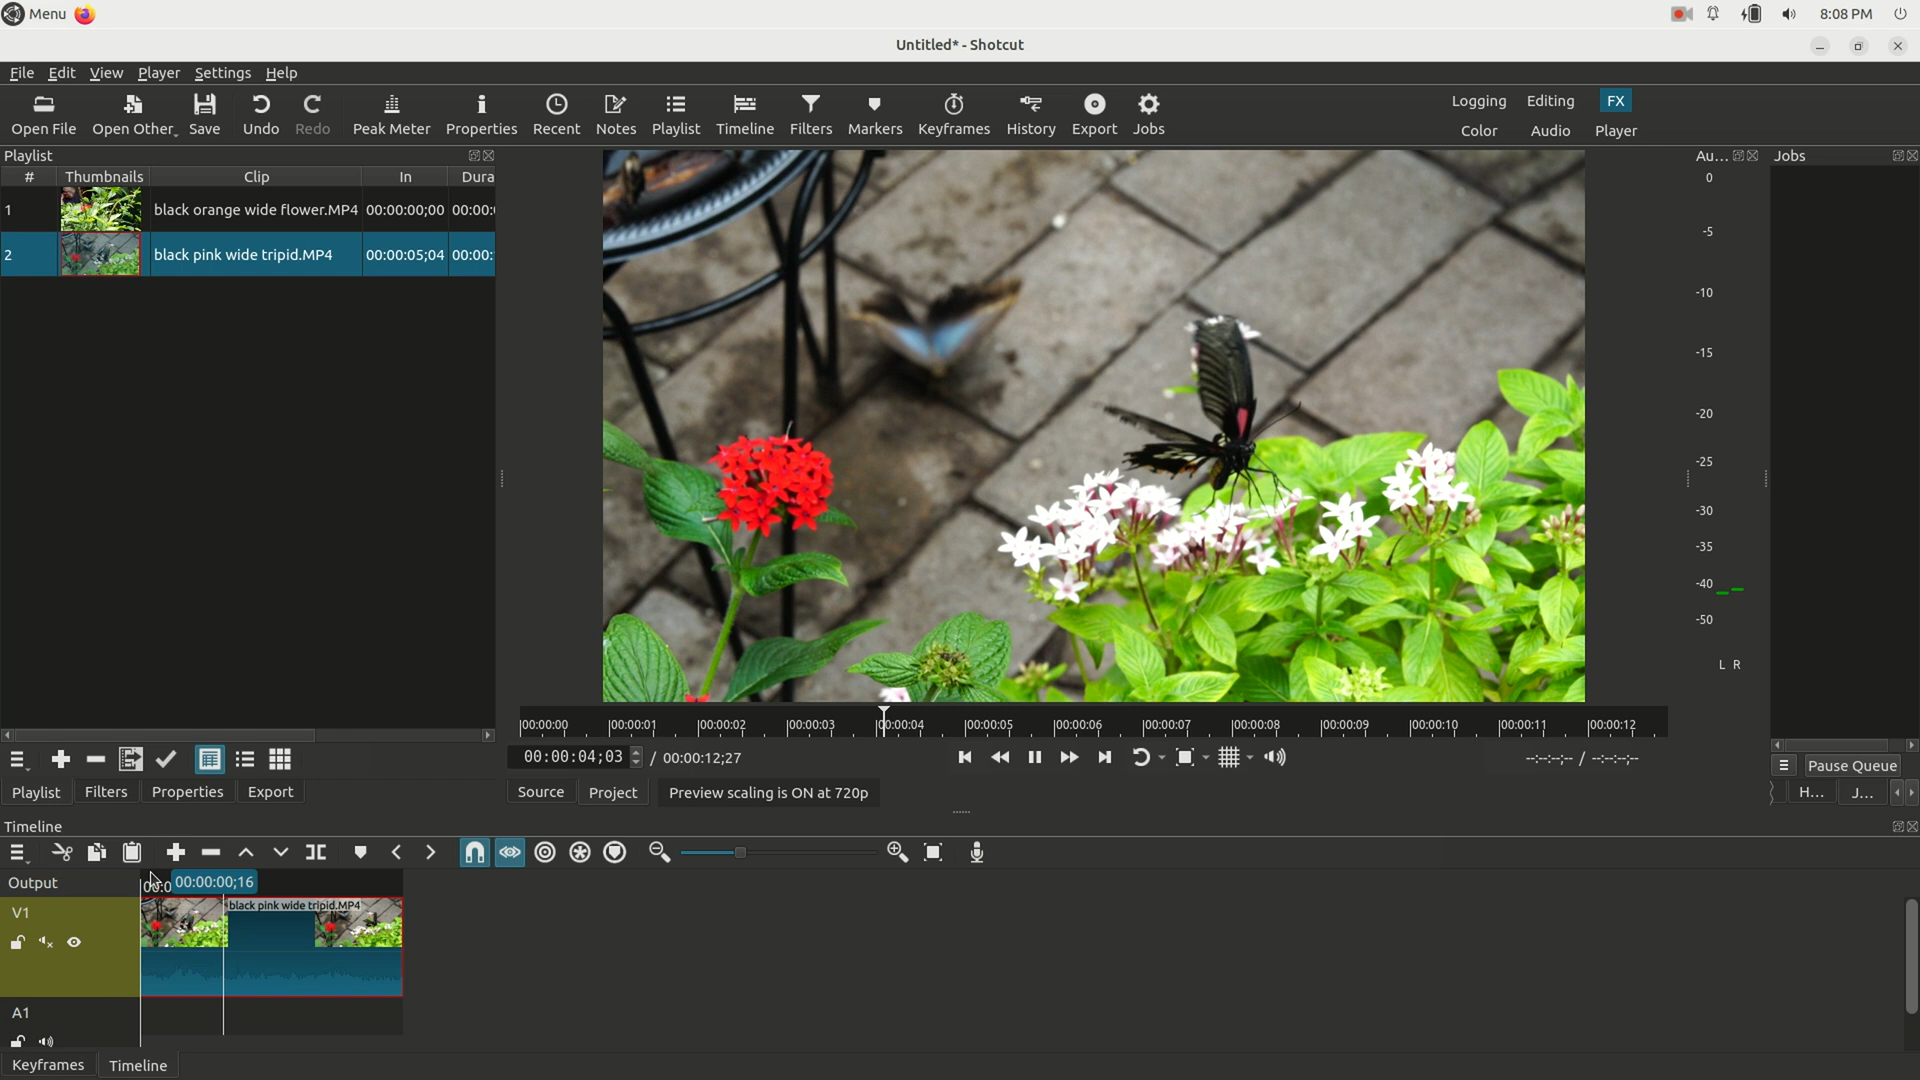 Menu
8:08 PM
Untitled* - Shotcut
File Edit View Player Settings Help
Open File Open Other Save Undo Redo Peak Meter Properties Recent Notes Playlist Timeline Filters Markers Keyframes History Export Jobs
Logging Editing FX
Color Audio Player
Playlist
# Thumbnails Clip In Dura
1 black orange wide flower.MP4 00:00:00;00 00:00:
2 black pink wide tripid.MP4 00:00:05;04 00:00:
Au...
0
-5
-10
-15
-20
-25
-30
-35
-40
-50
L R
Jobs
00:00:00 00:00:01 00:00:02 00:00:03 00:00:04 00:00:05 00:00:06 00:00:07 00:00:08 00:00:09 00:00:10 00:00:11 00:00:12
00:00:04;03 / 00:00:12;27
--:--:--;-- / --:--:--;--
Pause Queue
Playlist Filters Properties Export
Source Project Preview scaling is ON at 720p
H... J...
Timeline
Output
00:0
00:00:00;16
V1
black pink wide tripid.MP4
A1
Keyframes Timeline